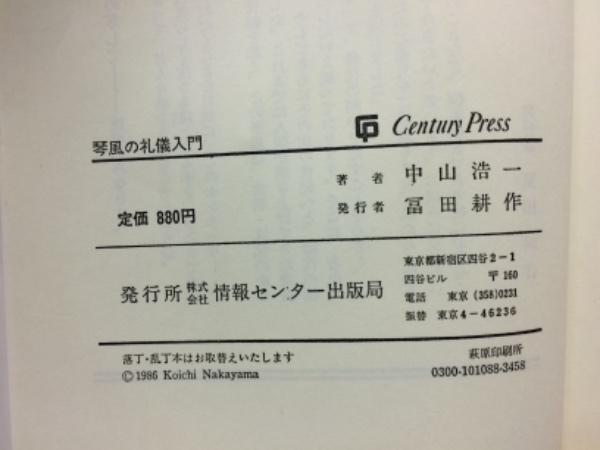 琴風の礼儀入門
CP Century Press
著者 中山浩一
発行者 冨田耕作
定価 880円
発行所 株式会社 情報センター出版局
東京都新宿区四谷2-1
四谷ビル 〒160
電話 東京 (358)0231
振替 東京4-46236
落丁・乱丁本はお取替えいたします
©1986 Koichi Nakayama
萩原印刷所
0300-101088-3458